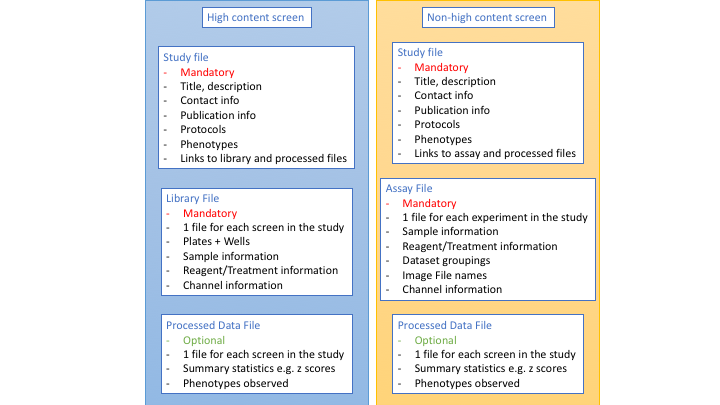 High content screen
Study file
- Mandatory
- Title, description
- Contact info
- Publication info
- Protocols
- Phenotypes
- Links to library and processed files
Library File
- Mandatory
- 1 file for each screen in the study
- Plates + Wells
- Sample information
- Reagent/Treatment information
- Channel information
Processed Data File
- Optional
- 1 file for each screen in the study
- Summary statistics e.g. z scores
- Phenotypes observed
Non-high content screen
Study file
- Mandatory
- Title, description
- Contact info
- Publication info
- Protocols
- Phenotypes
- Links to assay and processed files
Assay File
- Mandatory
- 1 file for each experiment in the study
- Sample information
- Reagent/Treatment information
- Dataset groupings
- Image File names
- Channel information
Processed Data File
- Optional
- 1 file for each screen in the study
- Summary statistics e.g. z scores
- Phenotypes observed